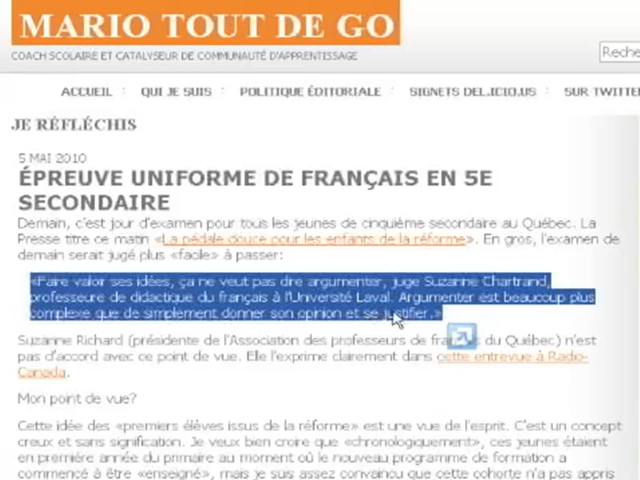 MARIO TOUT DE GO
COACH SCOLAIRE ET CATALYSEUR DE COMMUNAUTÉ D'APPRENTISSAGE
Reche
ACCUEIL : QUI JE SUIS : POLITIQUE ÉDITORIALE : SIGNETS DEL.ICIO.US : SUR TWITTE
JE RÉFLÉCHIS
5 MAI 2010
ÉPREUVE UNIFORME DE FRANÇAIS EN 5E
SECONDAIRE
Demain, c'est jour d'examen pour tous les jeunes de cinquième secondaire au Québec. La
Presse titre ce matin «La pédale douce pour les enfants de la réforme». En gros, l'examen de
demain serait jugé plus «facile» à passer:
«Faire valoir ses idées, ça ne veut pas dire argumenter, juge Suzanne Chartrand,
professeure de didactique du français à l'Université Laval. Argumenter est beaucoup plus
complexe que de simplement donner son opinion et se justifier.»
Suzanne Richard (présidente de l'Association des professeurs de du Québec) n'est
pas d'accord avec ce point de vue. Elle l'exprime clairement dans cette entrevue à Radio-
Canada.
Mon point de vue?
Cette idée des «premiers élèves issus de la réforme» est une vue de l'esprit. C'est un concept
creux et sans signification. Je veux bien croire que «chronologiquement», ces jeunes étaient
en première année du primaire au moment où le nouveau programme de formation a
commencé à être «enseigné», mais je suis assez convaincu que cette cohorte n'a pas appris